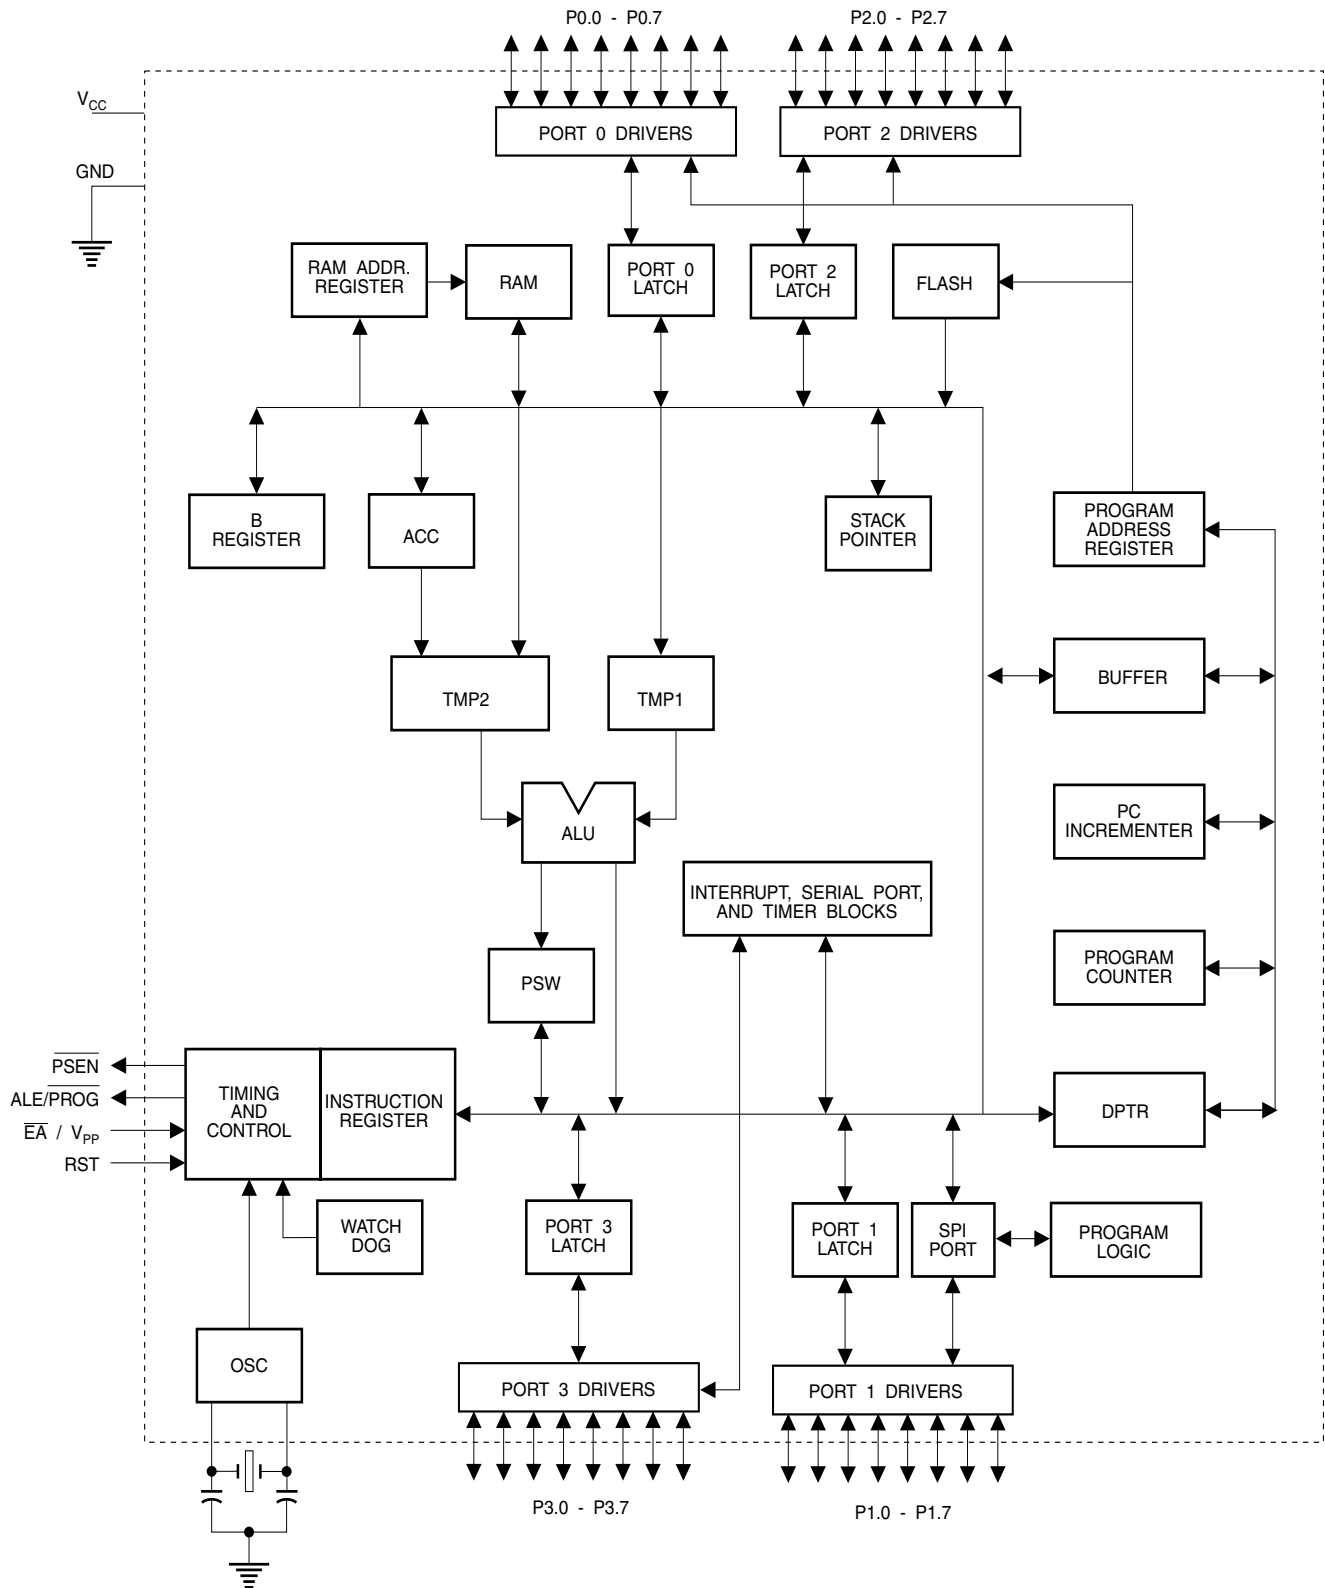 P0.0 - P0.7
P2.0 - P2.7
VCC
PORT 0 DRIVERS
PORT 2 DRIVERS
GND
RAM ADDR.
REGISTER
RAM
PORT 0
LATCH
PORT 2
LATCH
FLASH
B
REGISTER
ACC
STACK
POINTER
PROGRAM
ADDRESS
REGISTER
TMP2
TMP1
BUFFER
ALU
PC
INCREMENTER
INTERRUPT, SERIAL PORT,
AND TIMER BLOCKS
PSW
PROGRAM
COUNTER
PSEN
ALE/PROG
EA / VPP
RST
TIMING
AND
CONTROL
INSTRUCTION
REGISTER
DPTR
WATCH
DOG
PORT 3
LATCH
PORT 1
LATCH
SPI
PORT
PROGRAM
LOGIC
OSC
PORT 3 DRIVERS
PORT 1 DRIVERS
P3.0 - P3.7
P1.0 - P1.7